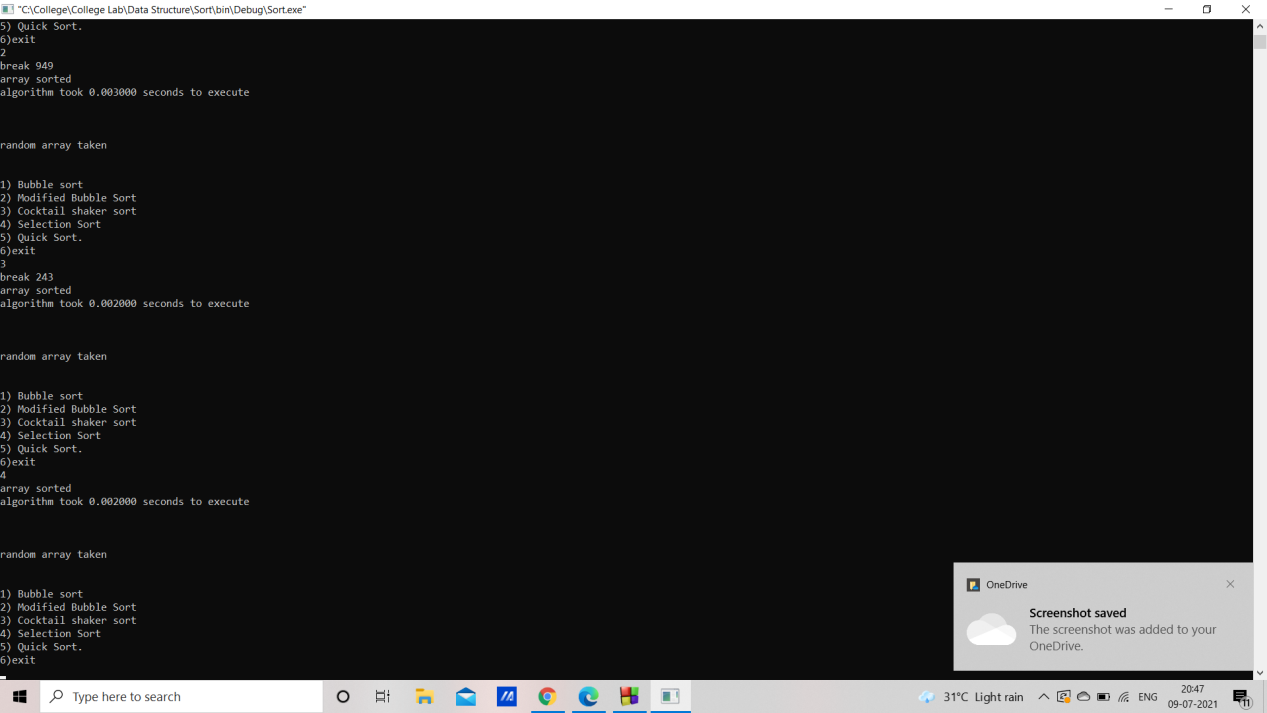 "C:\College\College Lab\Data Structure\Sort\bin\Debug\Sort.exe"
5) Quick Sort.
6)exit
2
break 949
array sorted
algorithm took 0.003000 seconds to execute
random array taken
1) Bubble sort
2) Modified Bubble Sort
3) Cocktail shaker sort
4) Selection Sort
5) Quick Sort.
6)exit
3
break 243
array sorted
algorithm took 0.002000 seconds to execute
random array taken
1) Bubble sort
2) Modified Bubble Sort
3) Cocktail shaker sort
4) Selection Sort
5) Quick Sort.
6)exit
4
array sorted
algorithm took 0.002000 seconds to execute
random array taken
1) Bubble sort
2) Modified Bubble Sort
3) Cocktail shaker sort
4) Selection Sort
5) Quick Sort.
6)exit
OneDrive
Screenshot saved
The screenshot was added to your
OneDrive.
Type here to search
31°C Light rain
ENG
20:47
09-07-2021
11